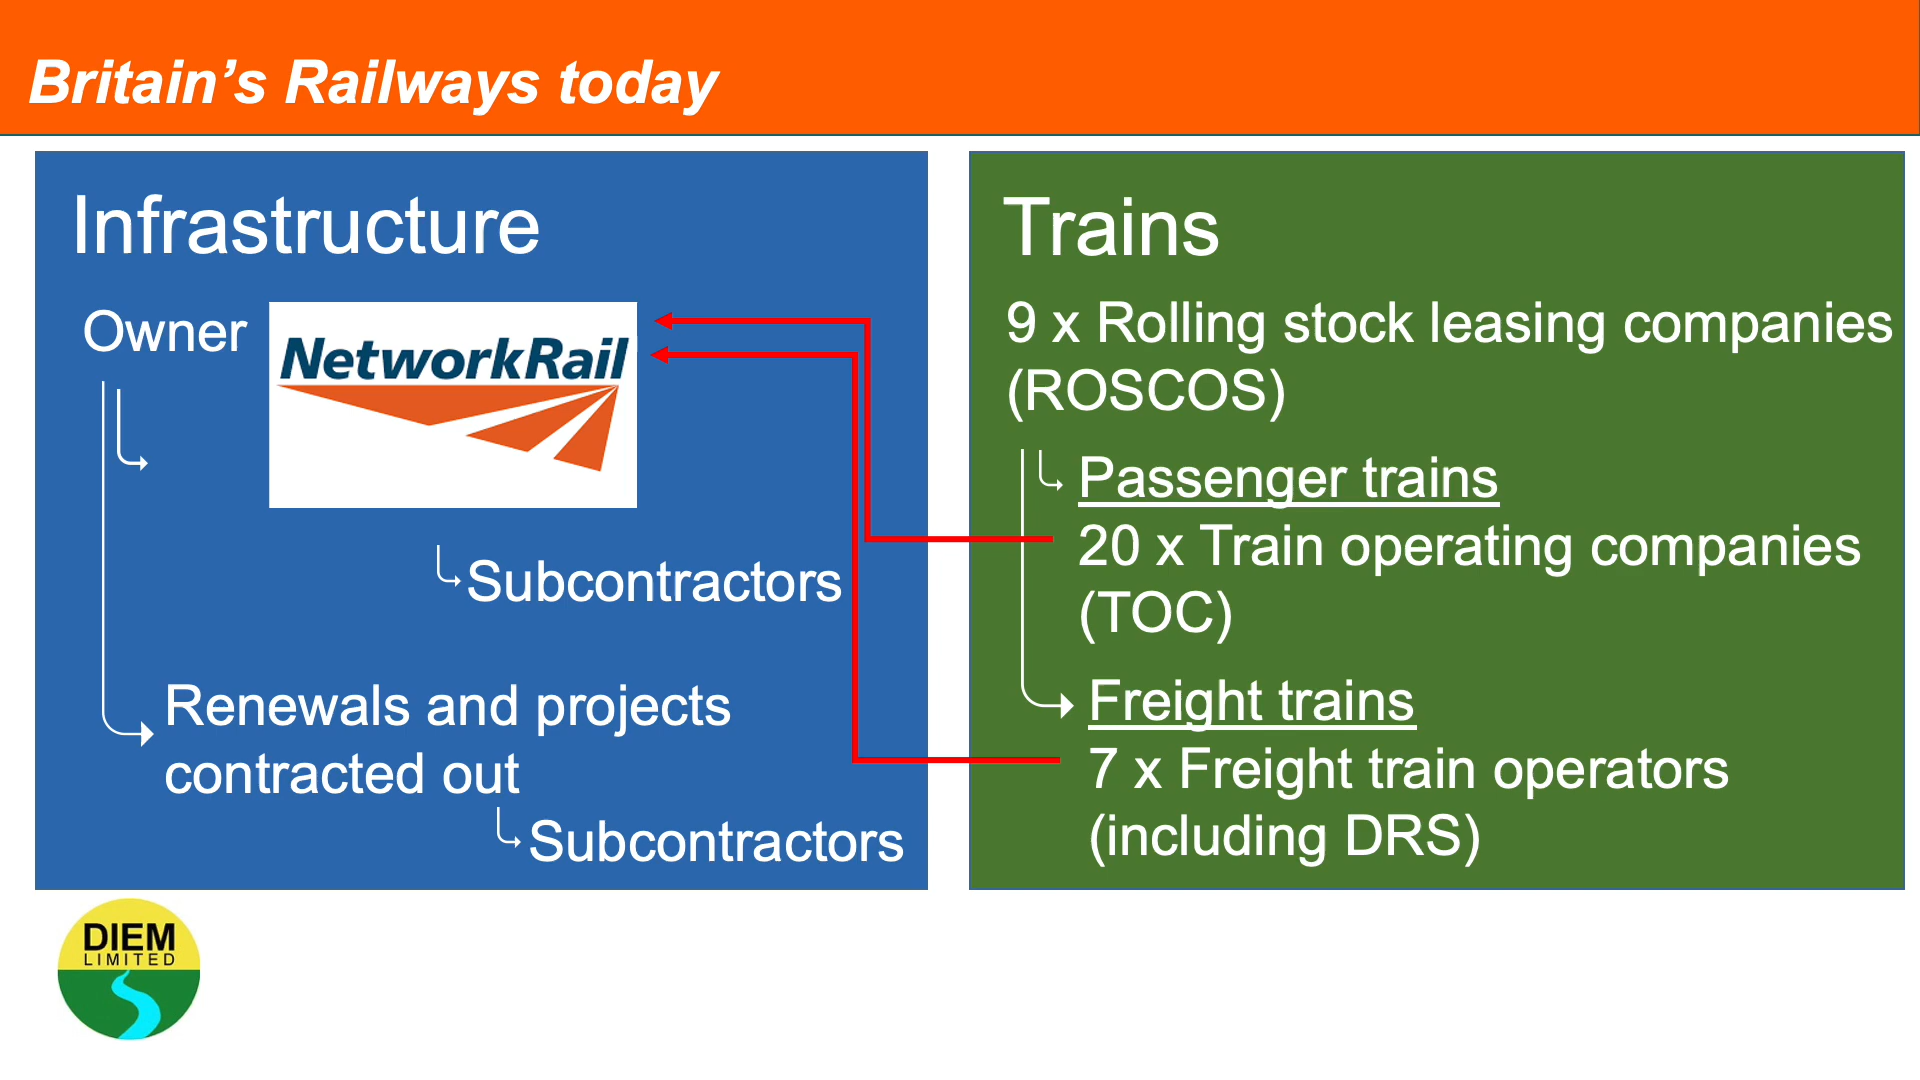 Britain’s Railways today
Infrastructure
Owner
NetworkRail
Subcontractors
Renewals and projects
contracted out
Subcontractors
Trains
9 x Rolling stock leasing companies
(ROSCOS)
Passenger trains
20 x Train operating companies
(TOC)
Freight trains
7 x Freight train operators
(including DRS)
DIEM
LIMITED